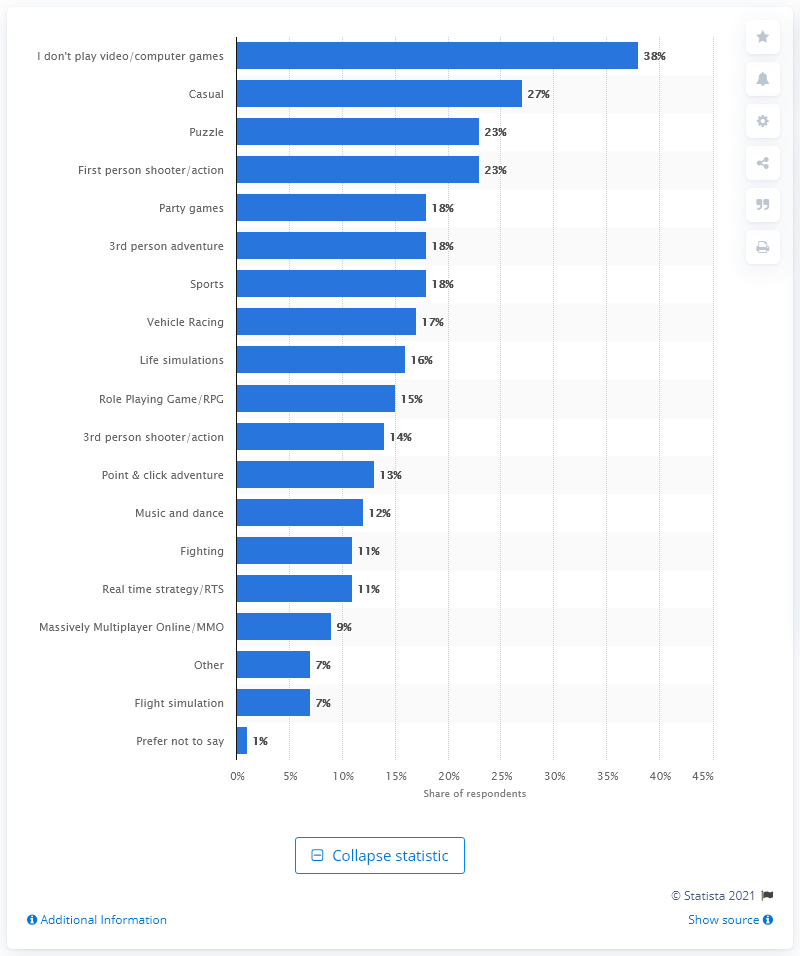 I don't play video/computer games 38%
Casual 27%
Puzzle 23%
First person shooter/action 23%
Party games 18%
3rd person adventure 18%
Sports 18%
Vehicle Racing 17%
Life simulations 16%
Role Playing Game/RPG 15%
3rd person shooter/action 14%
Point & click adventure 13%
Music and dance 12%
Fighting 11%
Real time strategy/RTS 11%
Massively Multiplayer Online/MMO 9%
Other 7%
Flight simulation 7%
Prefer not to say 1%
0% 5% 10% 15% 20% 25% 30% 35% 40% 45%
Share of respondents
Collapse statistic
© Statista 2021
Additional Information Show source